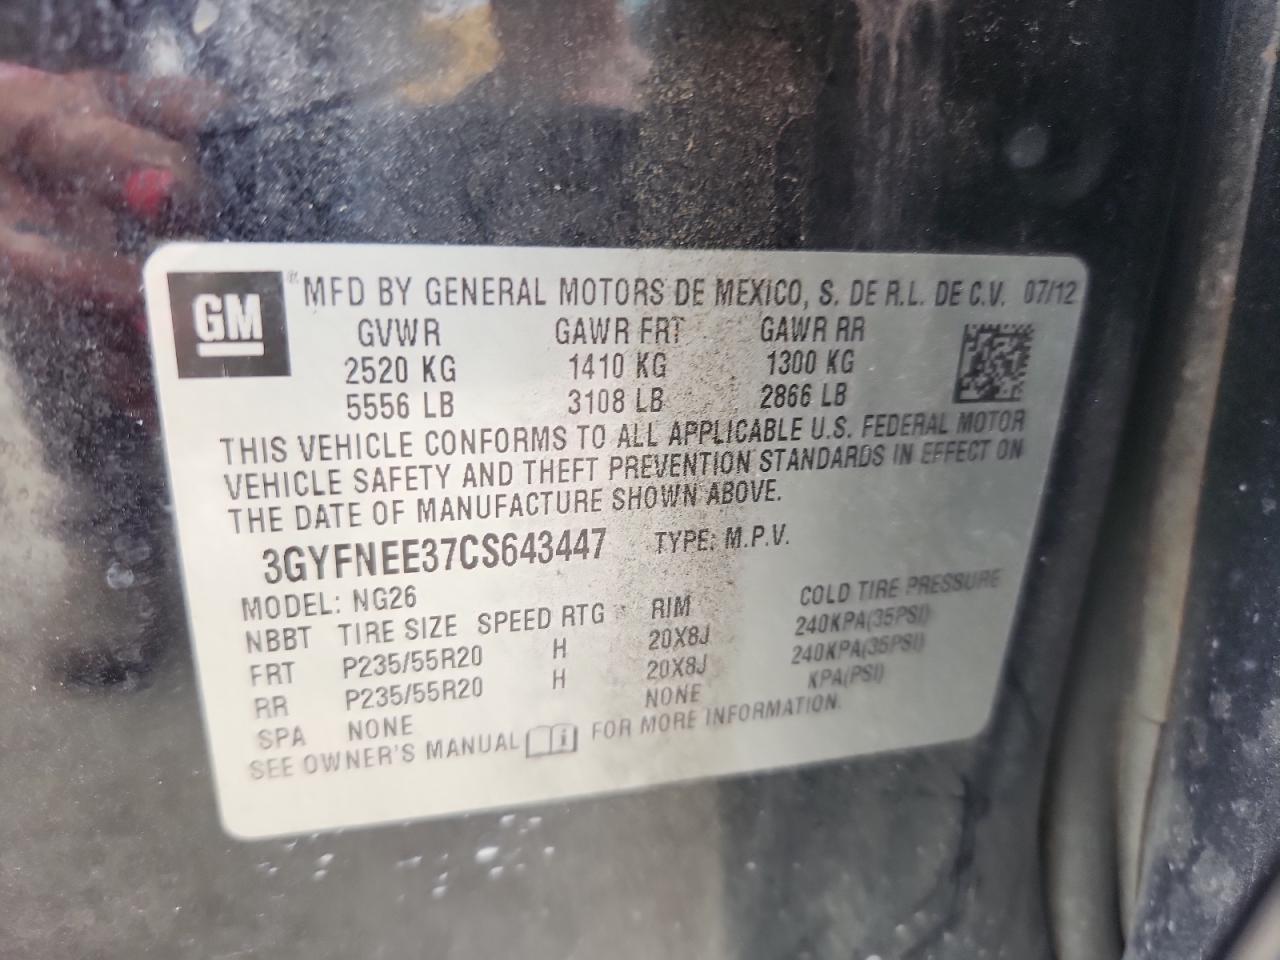 GM ® MFD BY GENERAL MOTORS DE MEXICO, S. DE R.L. DE C.V. 07/12
GVWR GAWR FRT GAWR RR
2520 KG 1410 KG 1300 KG
5556 LB 3108 LB 2866 LB
THIS VEHICLE CONFORMS TO ALL APPLICABLE U.S. FEDERAL MOTOR
VEHICLE SAFETY AND THEFT PREVENTION STANDARDS IN EFFECT ON
THE DATE OF MANUFACTURE SHOWN ABOVE.
3GYFNEE37CS643447 TYPE: M.P.V.
MODEL: NG26
NBBT TIRE SIZE SPEED RTG RIM COLD TIRE PRESSURE
FRT P235/55R20 H 20X8J 240KPA(35PSI)
RR P235/55R20 H 20X8J 240KPA(35PSI)
SPA NONE NONE KPA(PSI)
SEE OWNER'S MANUAL i FOR MORE INFORMATION.